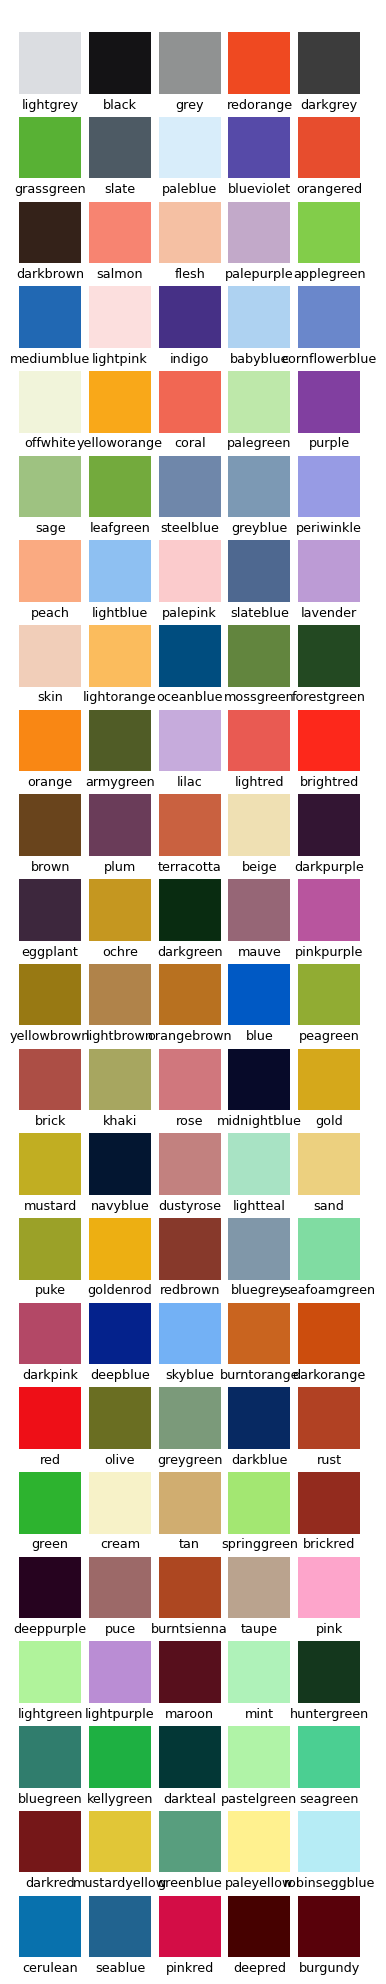 lightgrey black grey redorange darkgrey
grassgreen slate paleblue blueviolet orangered
darkbrown salmon flesh palepurple applegreen
mediumblue lightpink indigo babyblue cornflowerblue
offwhite yelloworange coral palegreen purple
sage leafgreen steelblue greyblue periwinkle
peach lightblue palepink slateblue lavender
skin lightorange oceanblue mossgreen forestgreen
orange armygreen lilac lightred brightred
brown plum terracotta beige darkpurple
eggplant ochre darkgreen mauve pinkpurple
yellowbrown lightbrown orangebrown blue peagreen
brick khaki rose midnightblue gold
mustard navyblue dustyrose lightteal sand
puke goldenrod redbrown bluegrey seafoamgreen
darkpink deepblue skyblue burntorange darkorange
red olive greygreen darkblue rust
green cream tan springgreen brickred
deeppurple puce burntsienna taupe pink
lightgreen lightpurple maroon mint huntergreen
bluegreen kellygreen darkteal pastelgreen seagreen
darkred mustardyellow greenblue paleyellow robinseggblue
cerulean seablue pinkred deepred burgundy